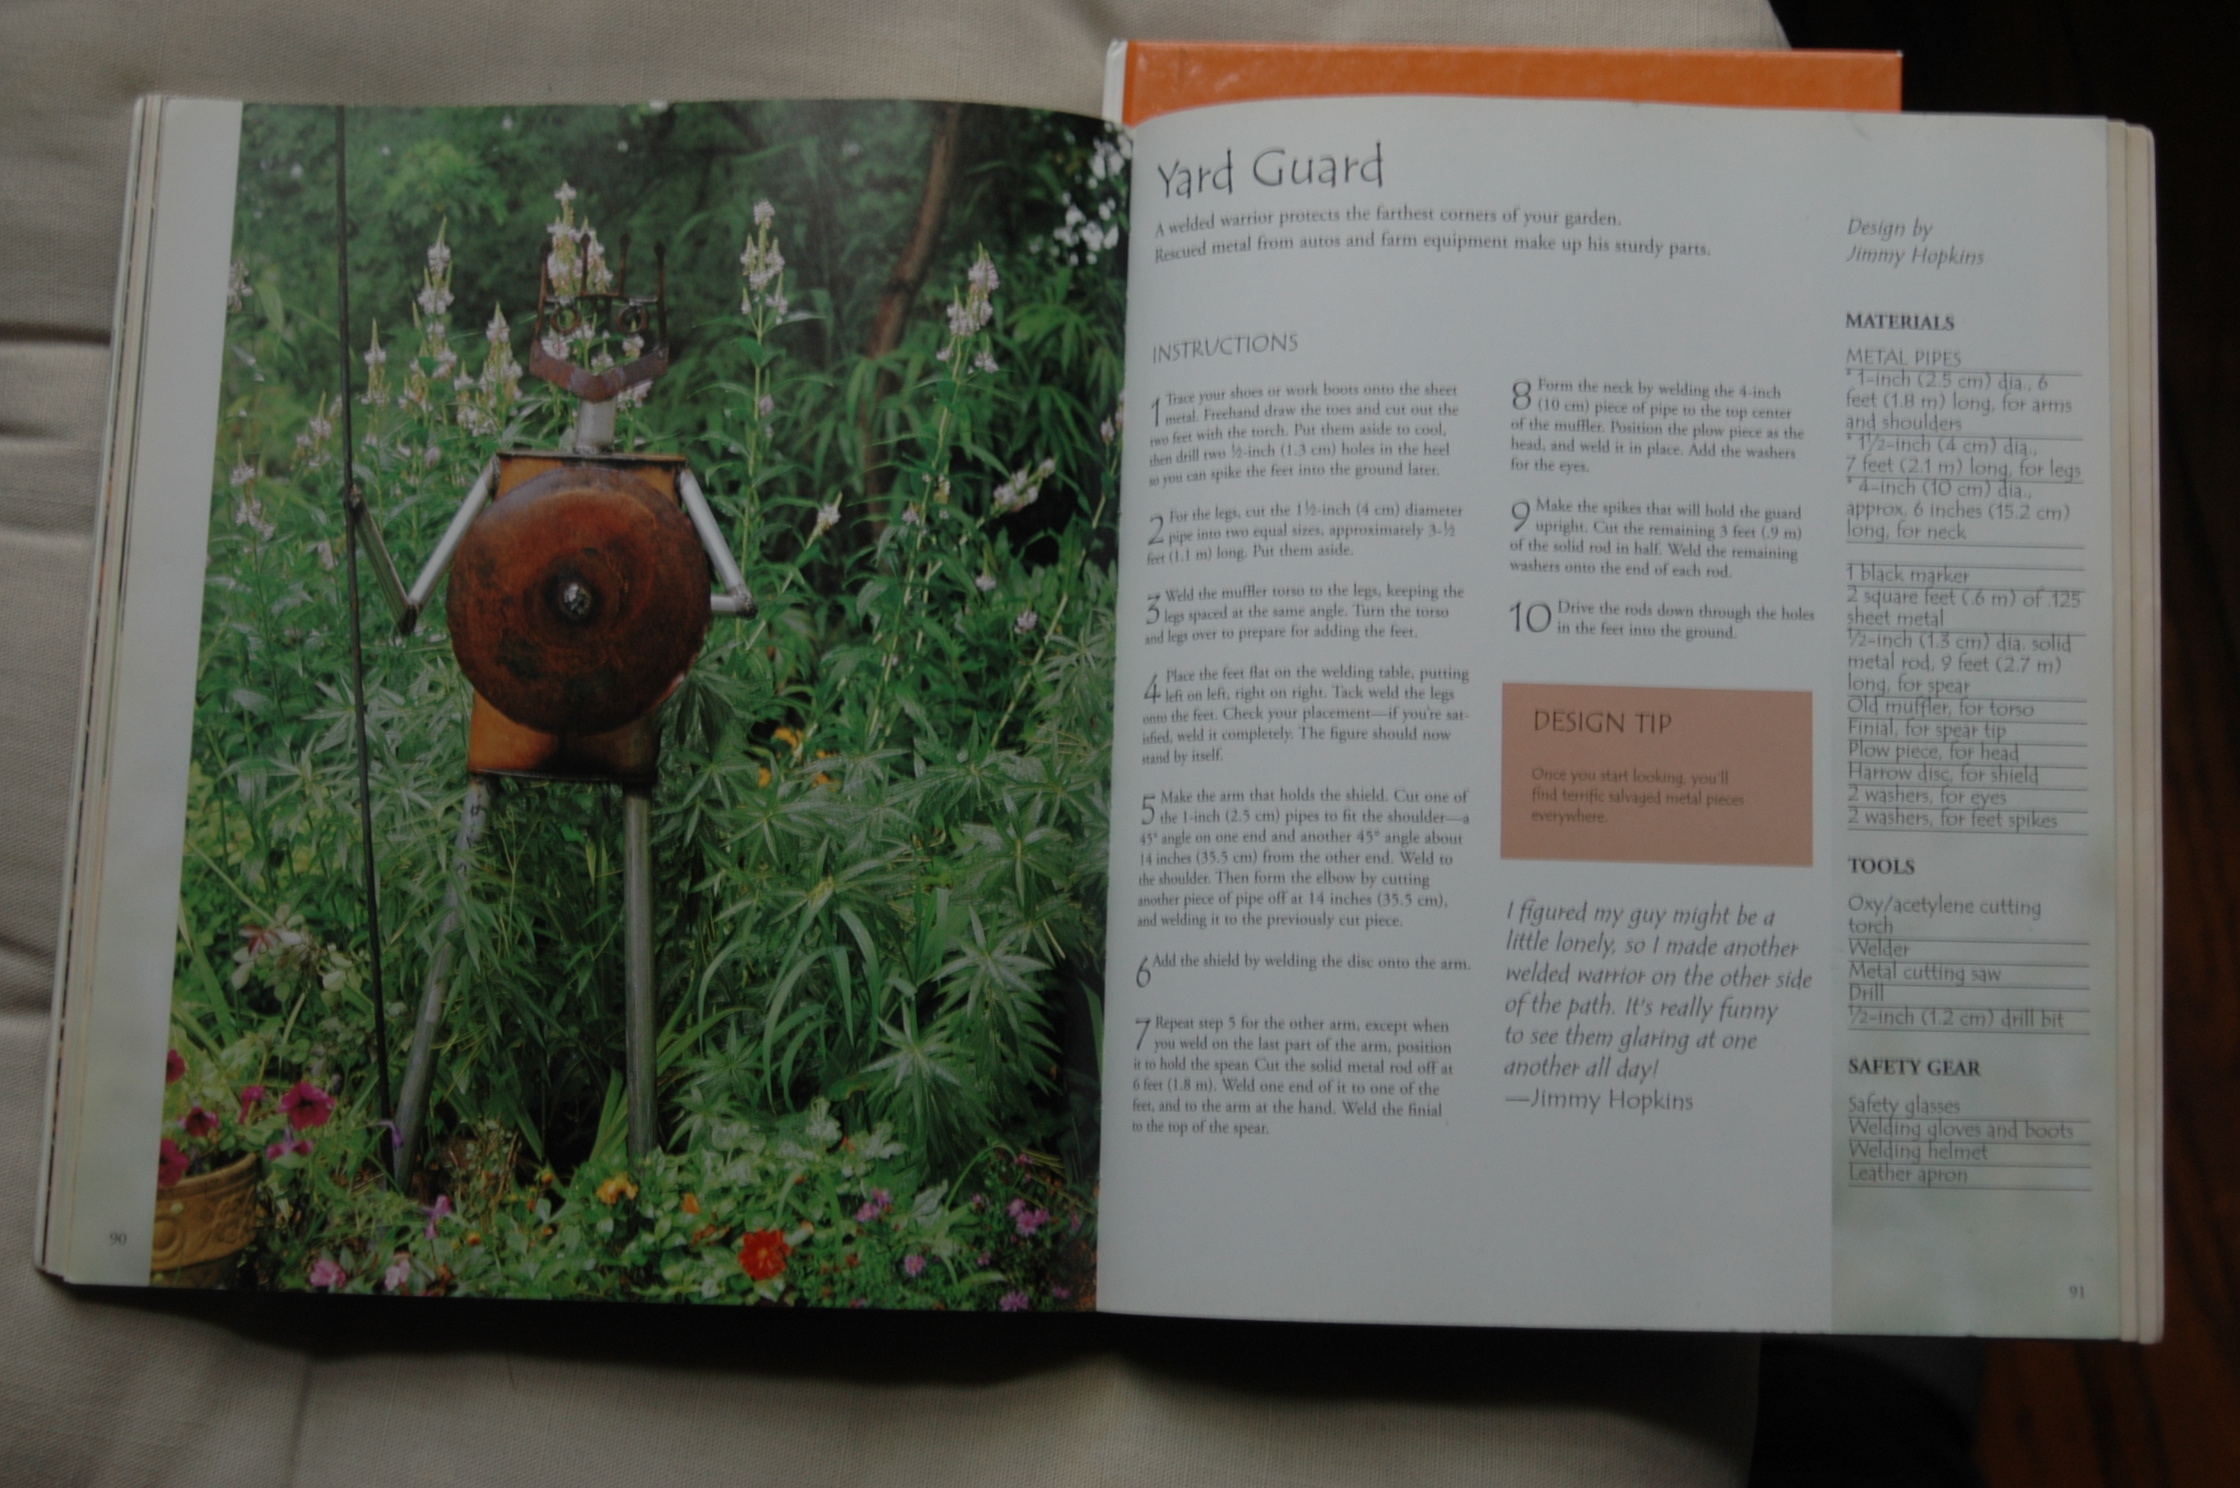 Yard Guard
A welded warrior protects the farthest corners of your garden.
Rescued metal from autos and farm equipment make up his sturdy parts.
INSTRUCTIONS
1 Trace your shoes or work boots onto the sheet
metal. Freehand draw the toes and cut out the
two feet with the torch. Put them aside to cool,
then drill two ½-inch (1.3 cm) holes in the heel
so you can spike the feet into the ground later.
2 For the legs, cut the 1½-inch (4 cm) diameter
pipe into two equal sizes, approximately 3-½
feet (1.1 m) long. Put them aside.
3 Weld the muffler torso to the legs, keeping the
legs spaced at the same angle. Turn the torso
and legs over to prepare for adding the feet.
4 Place the feet flat on the welding table, putting
left on left, right on right. Tack weld the legs
onto the feet. Check your placement—if you're sat-
isfied, weld it completely. The figure should now
stand by itself.
5 Make the arm that holds the shield. Cut one of
the 1-inch (2.5 cm) pipes to fit the shoulder—a
45° angle on one end and another 45° angle about
14 inches (35.5 cm) from the other end. Weld to
the shoulder. Then form the elbow by cutting
another piece of pipe off at 14 inches (35.5 cm),
and welding it to the previously cut piece.
6 Add the shield by welding the disc onto the arm.
7 Repeat step 5 for the other arm, except when
you weld on the last part of the arm, position
it to hold the spear. Cut the solid metal rod off at
6 feet (1.8 m). Weld one end of it to one of the
feet, and to the arm at the hand. Weld the finial
to the top of the spear.
8 Form the neck by welding the 4-inch
(10 cm) piece of pipe to the top center
of the muffler. Position the plow piece as the
head, and weld it in place. Add the washers
for the eyes.
9 Make the spikes that will hold the guard
upright. Cut the remaining 3 feet (.9 m)
of the solid rod in half. Weld the remaining
washers onto the end of each rod.
10 Drive the rods down through the holes
in the feet into the ground.
DESIGN TIP
Once you start looking, you'll
find terrific salvaged metal pieces
everywhere.
I figured my guy might be a
little lonely, so I made another
welded warrior on the other side
of the path. It's really funny
to see them glaring at one
another all day!
—Jimmy Hopkins
Design by
Jimmy Hopkins
MATERIALS
METAL PIPES
* 1-inch (2.5 cm) dia., 6
feet (1.8 m) long, for arms
and shoulders
* 1½-inch (4 cm) dia.,
7 feet (2.1 m) long, for legs
* 4-inch (10 cm) dia.,
approx. 6 inches (15.2 cm)
long, for neck
1 black marker
2 square feet (.6 m) of .125
sheet metal
½-inch (1.3 cm) dia. solid
metal rod, 9 feet (2.7 m)
long, for spear
Old muffler, for torso
Finial, for spear tip
Plow piece, for head
Harrow disc, for shield
2 washers, for eyes
2 washers, for feet spikes
TOOLS
Oxy/acetylene cutting
torch
Welder
Metal cutting saw
Drill
½-inch (1.2 cm) drill bit
SAFETY GEAR
Safety glasses
Welding gloves and boots
Welding helmet
Leather apron
90
91